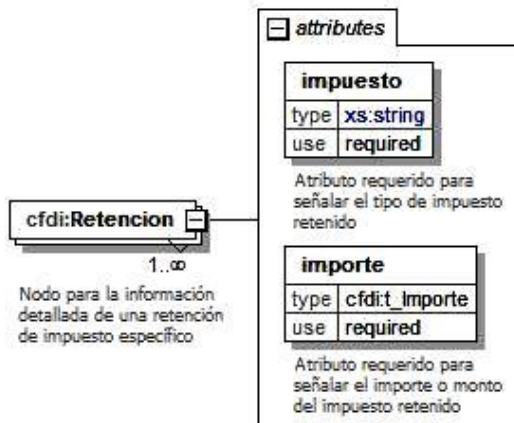 attributes
impuesto
type xs:string
use required
Atributo requerido para
señalar el tipo de impuesto
retenido
cfdi:Retencion
1..∞
Nodo para la información
detallada de una retención
de impuesto específico
importe
type cfdi:t_Importe
use required
Atributo requerido para
señalar el importe o monto
del impuesto retenido